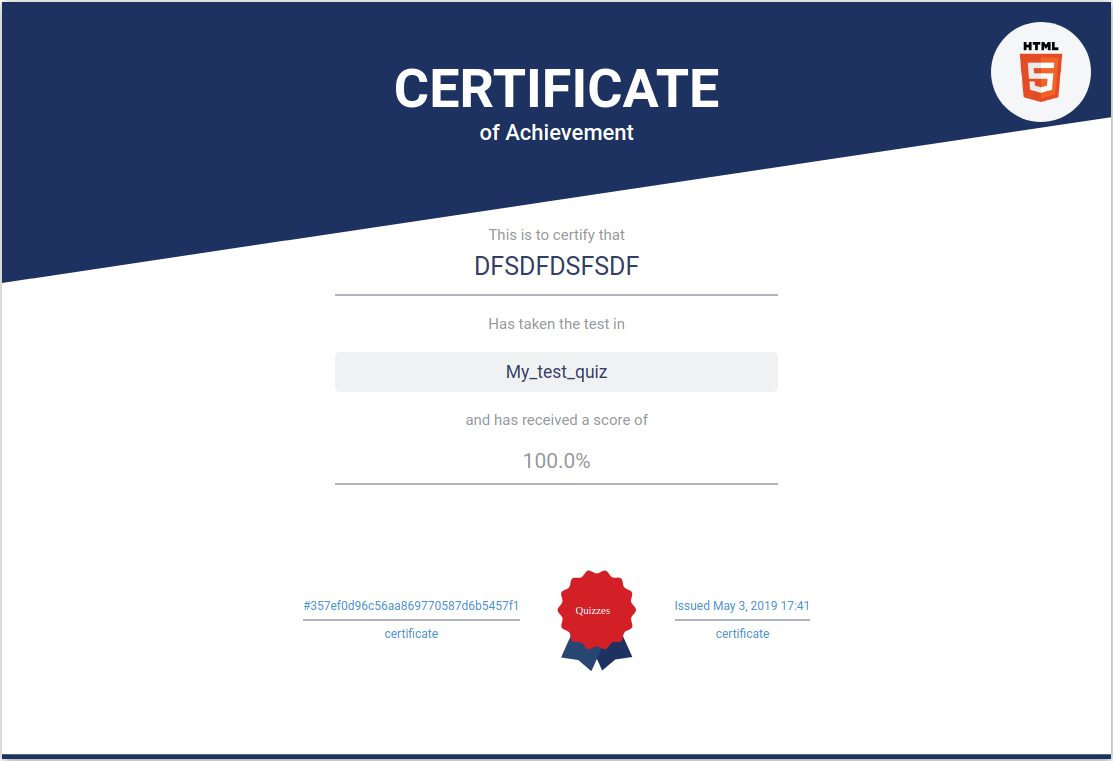 HTML
5
CERTIFICATE
of Achievement
This is to certify that
DFSDFDSFSDF
Has taken the test in
My_test_quiz
and has received a score of
100.0%
#357ef0d96c56aa869770587d6b5457f1
certificate
Quizzes
Issued May 3, 2019 17:41
certificate